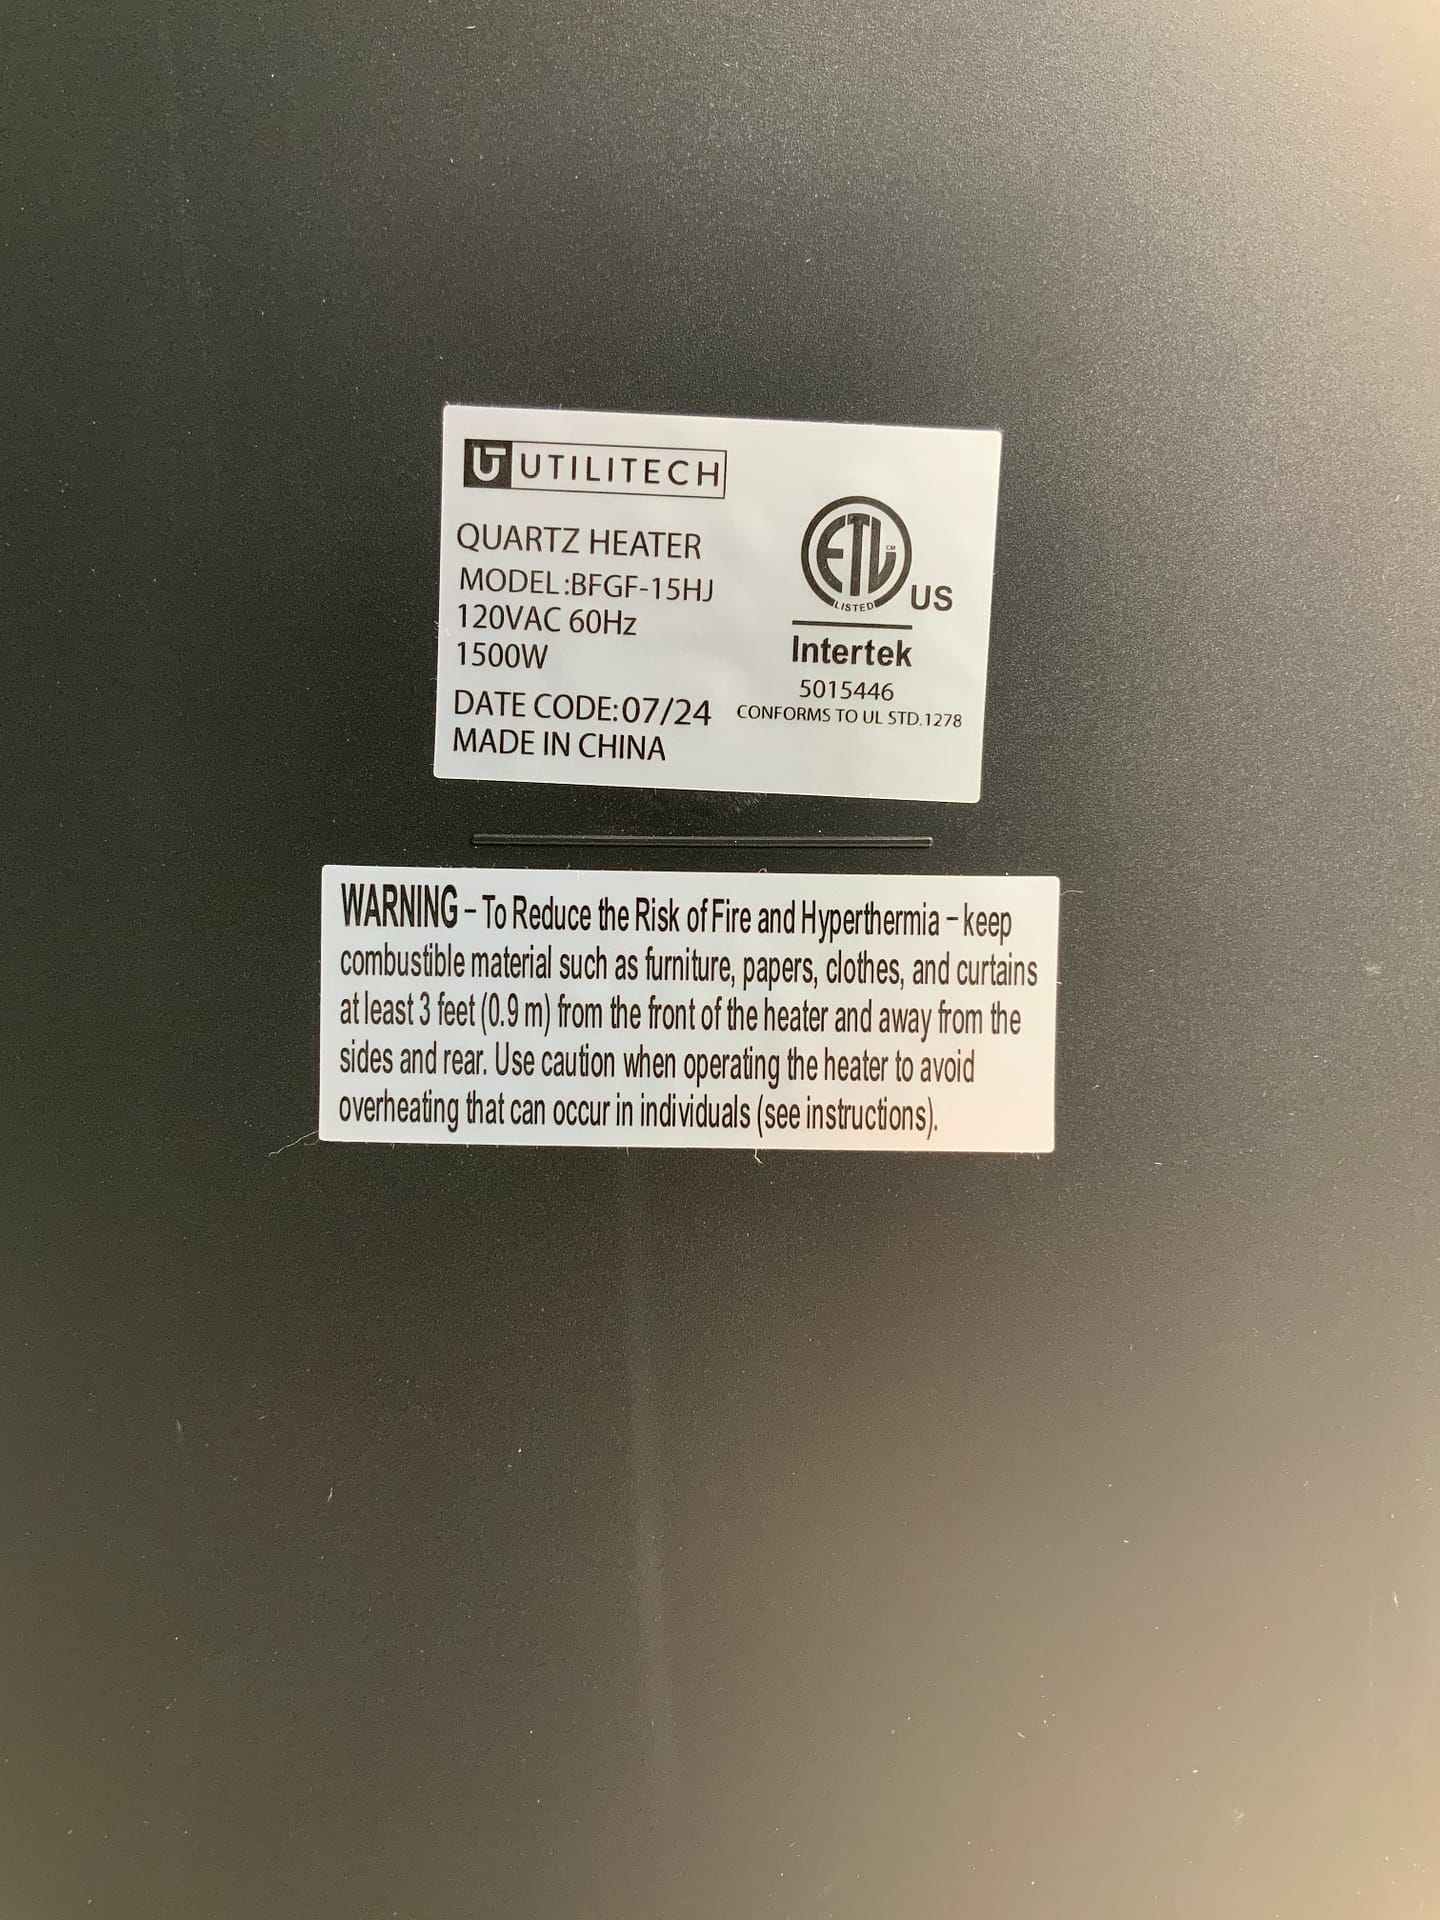 UTILITECH
QUARTZ HEATER
MODEL:BFGF-15HJ
120VAC 60Hz
1500W
DATE CODE:07/24
MADE IN CHINA
ETL CM
LISTED
US
Intertek
5015446
CONFORMS TO UL STD.1278
WARNING – To Reduce the Risk of Fire and Hyperthermia – keep
combustible material such as furniture, papers, clothes, and curtains
at least 3 feet (0.9 m) from the front of the heater and away from the
sides and rear. Use caution when operating the heater to avoid
overheating that can occur in individuals (see instructions).